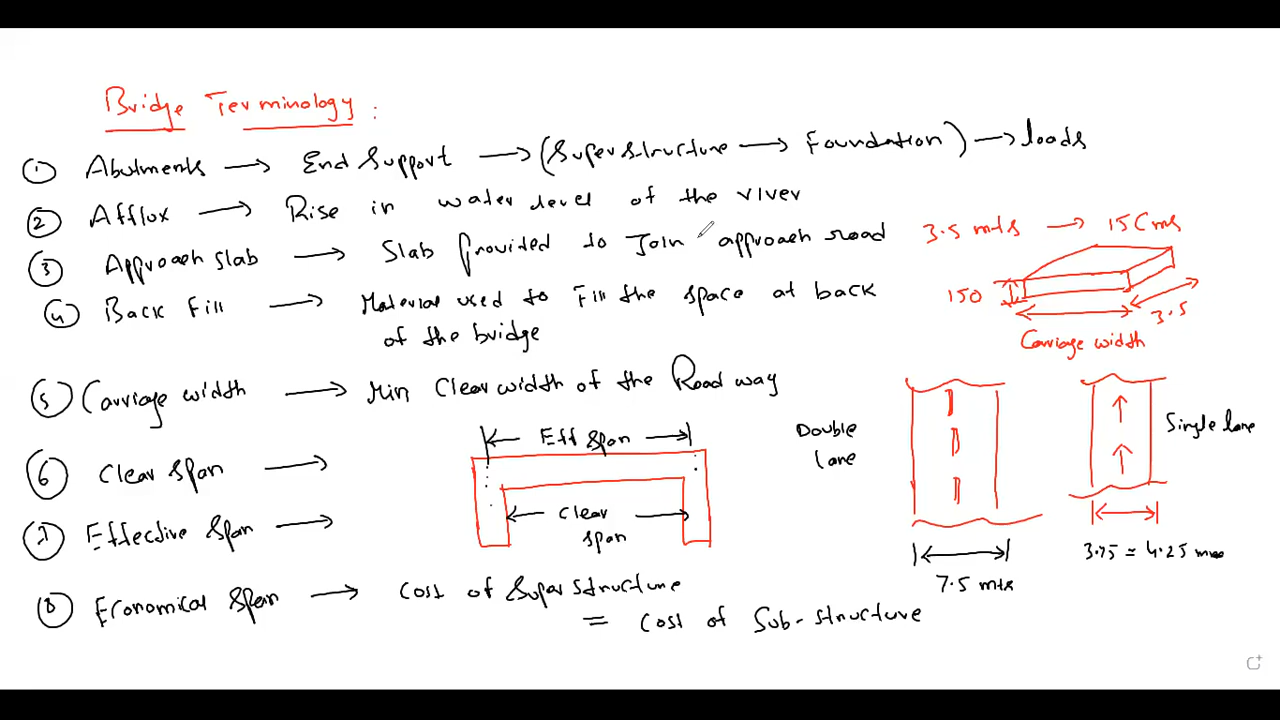 Bridge Terminology :
① Abutments → End Support → (Superstructure → Foundation) → loads
② Afflux → Rise in water level of the river
③ Approach slab → Slab provided to Join approach road
3.5 mts → 15 Cms
④ Back Fill → Material used to Fill the space at back
of the bridge
150
3.5
Carriage width
⑤ Carriage width → Min Clear width of the Road way
⑥ Clear span →
Eff span
Clear
span
Double
lane
7.5 mts
Single lane
3.75 = 4.25 m
⑦ Effective Span →
⑧ Economical Span → Cost of Super structure
= Cost of Sub-structure